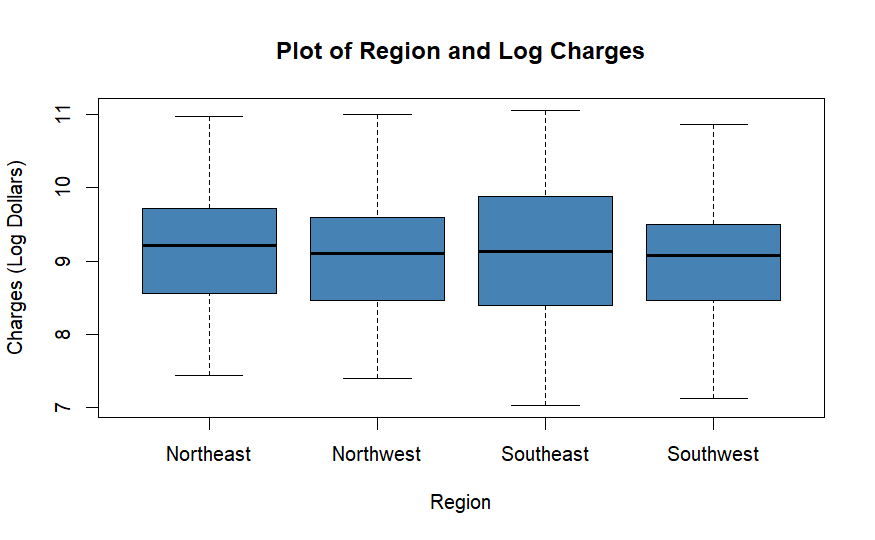 Plot of Region and Log Charges
Charges (Log Dollars)
11
10
9
8
7
Northeast Northwest Southeast Southwest
Region